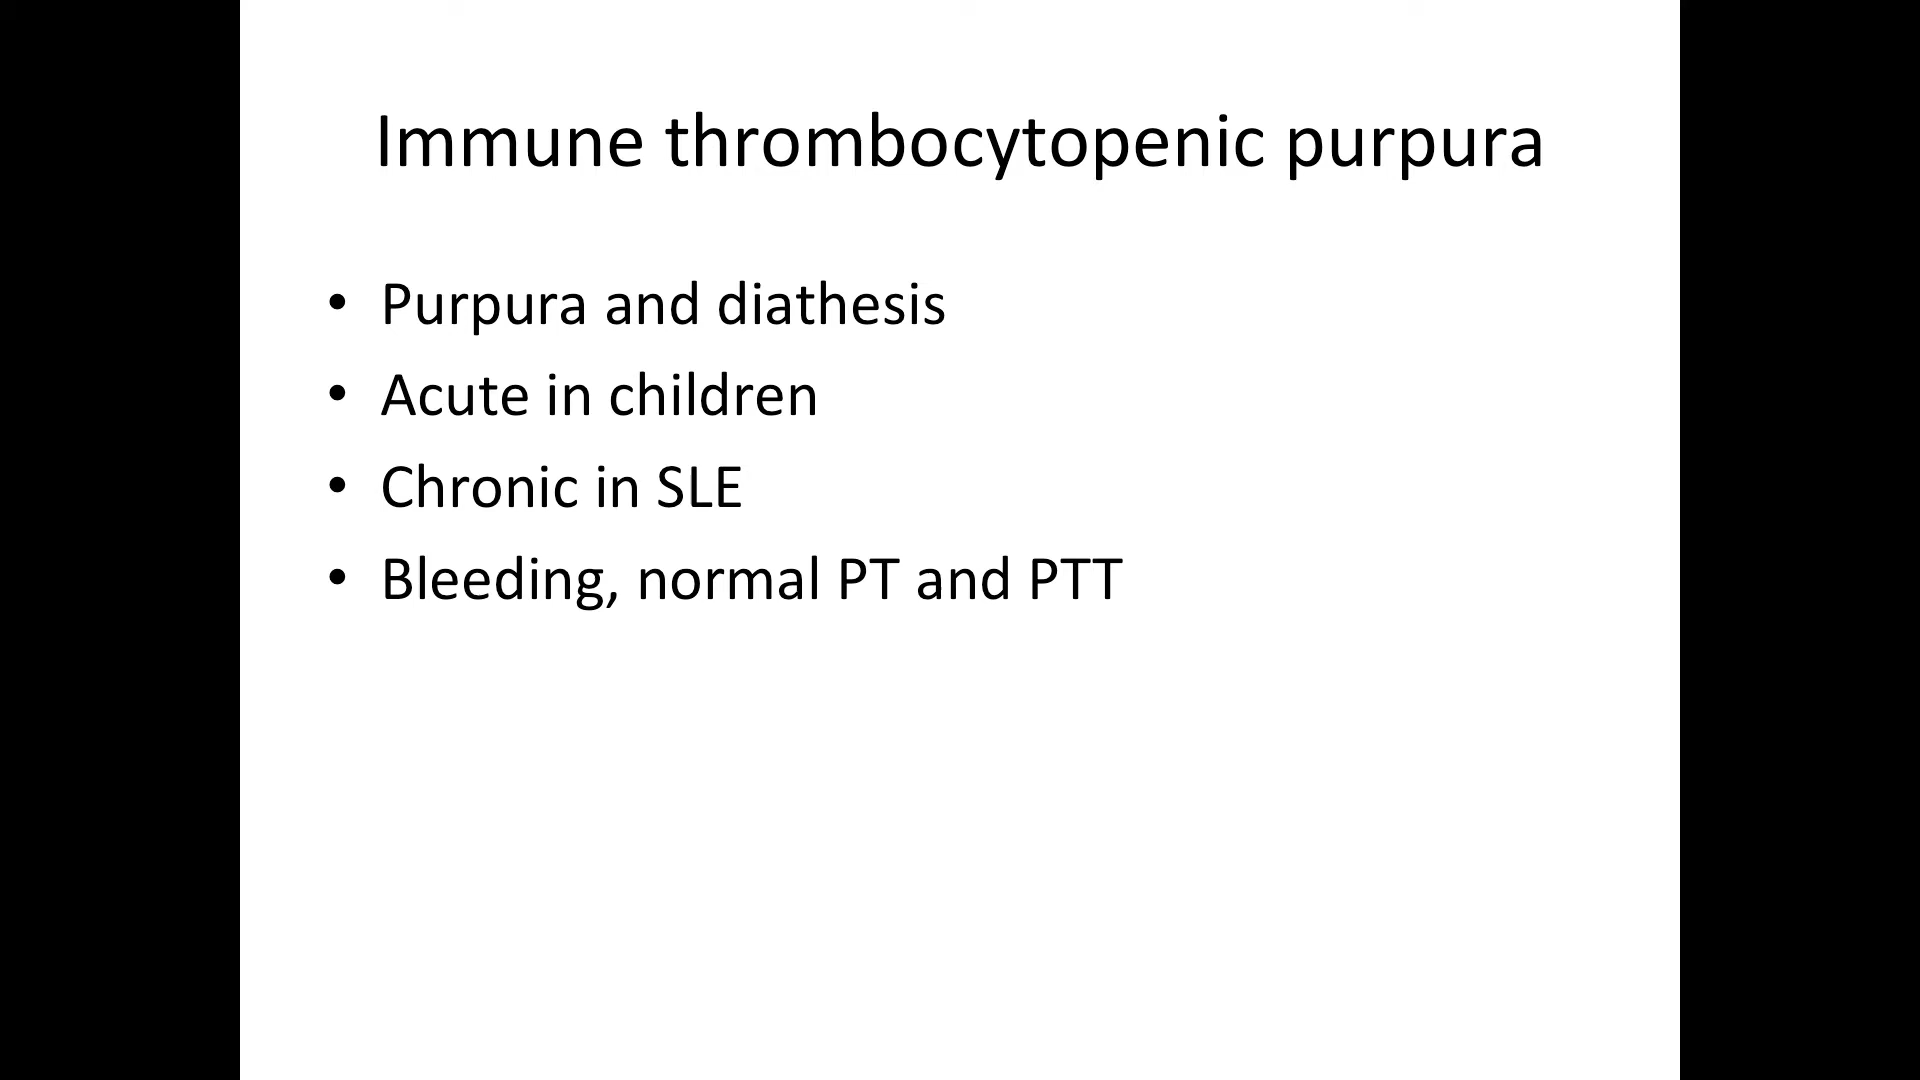 Immune thrombocytopenic purpura
• Purpura and diathesis
• Acute in children
• Chronic in SLE
• Bleeding, normal PT and PTT